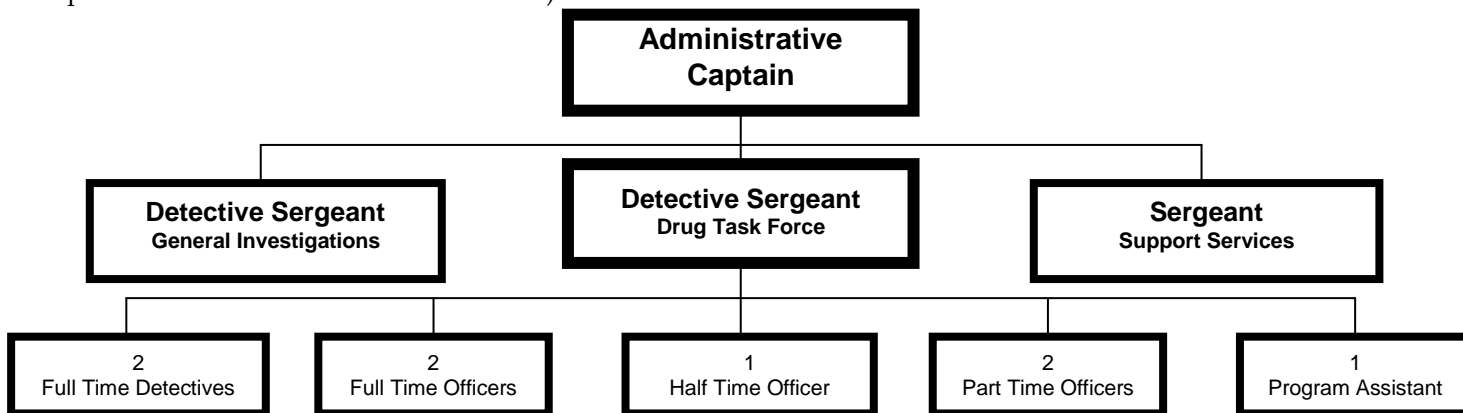 Administrative
Captain
Detective Sergeant
General Investigations
Detective Sergeant
Drug Task Force
Sergeant
Support Services
2
Full Time Detectives
2
Full Time Officers
1
Half Time Officer
2
Part Time Officers
1
Program Assistant